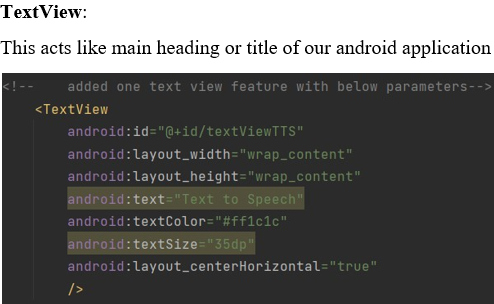 TextView:
This acts like main heading or title of our android application
<!--    added one text view feature with below parameters-->
<TextView
android:id="@+id/textViewTTS"
android:layout_width="wrap_content"
android:layout_height="wrap_content"
android:text="Text to Speech"
android:textColor="#ff1c1c"
android:textSize="35dp"
android:layout_centerHorizontal="true"
/>